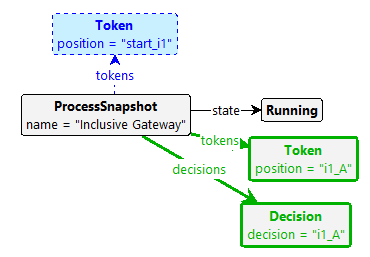 Token
position = "start_i1"
tokens
ProcessSnapshot
name = "Inclusive Gateway"
state
Running
tokens
Token
position = "i1_A"
decisions
Decision
decision = "i1_A"